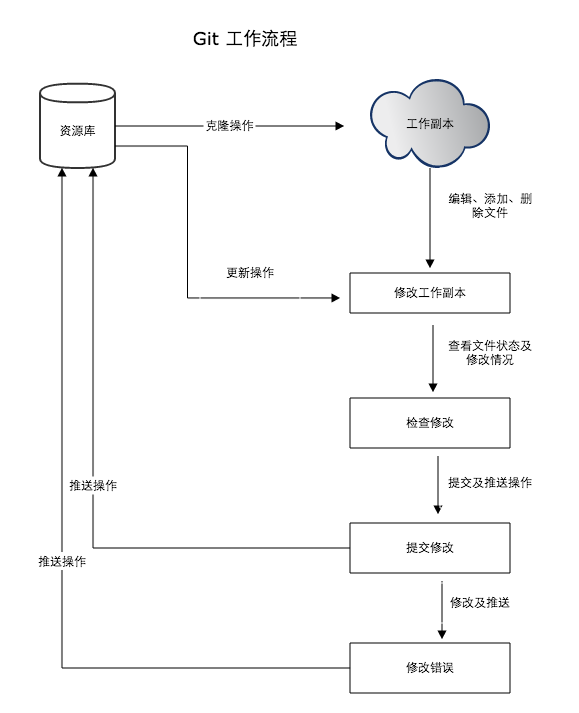 Git 工作流程
资源库
克隆操作
工作副本
编辑、添加、删
除文件
更新操作
修改工作副本
查看文件状态及
修改情况
检查修改
推送操作
提交及推送操作
提交修改
推送操作
修改及推送
修改错误